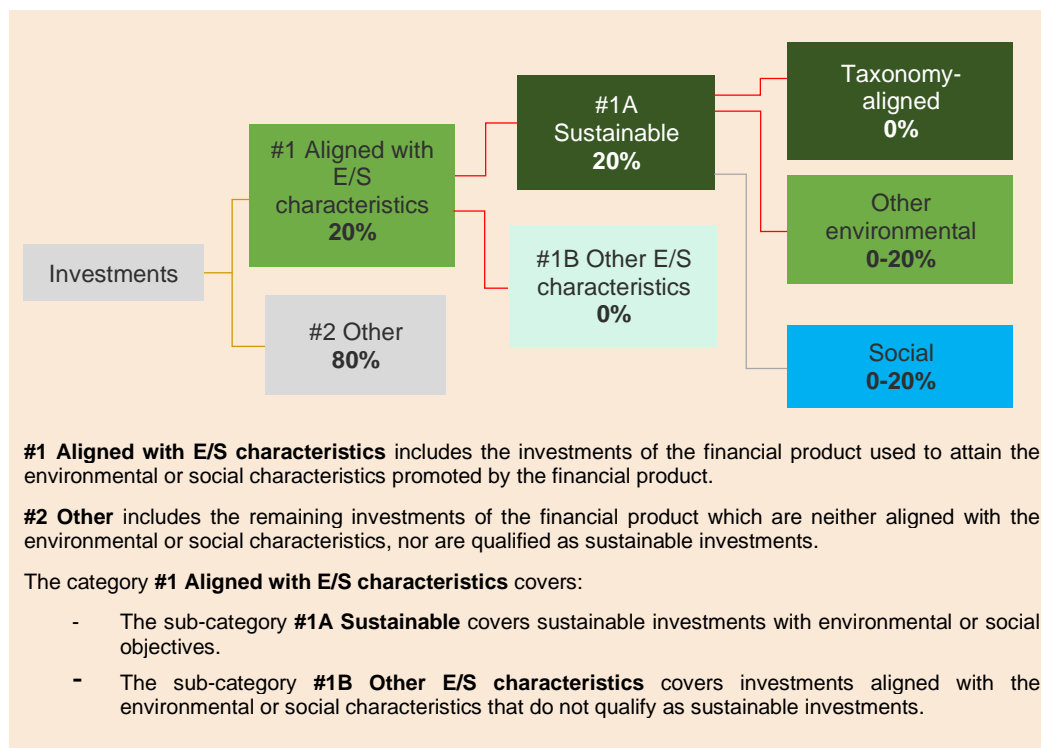 Investments
#1 Aligned with
E/S
characteristics
20%
#2 Other
80%
#1A
Sustainable
20%
#1B Other E/S
characteristics
0%
Taxonomy-
aligned
0%
Other
environmental
0-20%
Social
0-20%
#1 Aligned with E/S characteristics includes the investments of the financial product used to attain the
environmental or social characteristics promoted by the financial product.
#2 Other includes the remaining investments of the financial product which are neither aligned with the
environmental or social characteristics, nor are qualified as sustainable investments.
The category #1 Aligned with E/S characteristics covers:
- The sub-category #1A Sustainable covers sustainable investments with environmental or social
objectives.
- The sub-category #1B Other E/S characteristics covers investments aligned with the
environmental or social characteristics that do not qualify as sustainable investments.